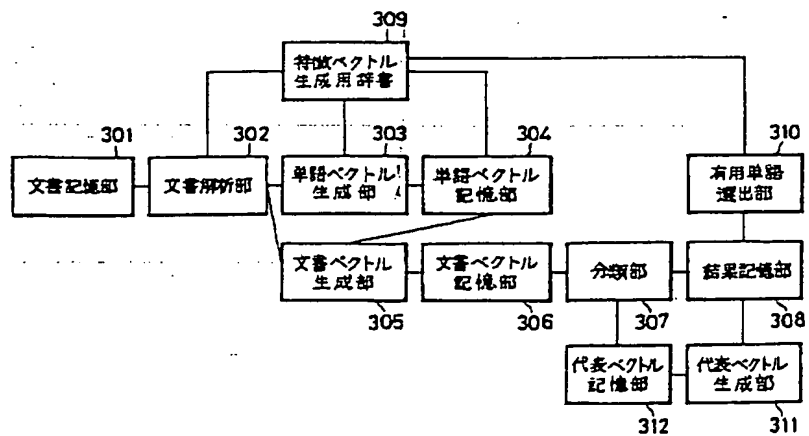 309
特徴ベクトル
生成用辞書
301
302
303
304
310
文書記憶部
文書解析部
単語ベクトル
生成部
単語ベクトル
記憶部
有用単語
選出部
文書ベクトル
生成部
文書ベクトル
記憶部
分類部
結果記憶部
305
306
307
308
代表ベクトル
記憶部
代表ベクトル
生成部
312
311